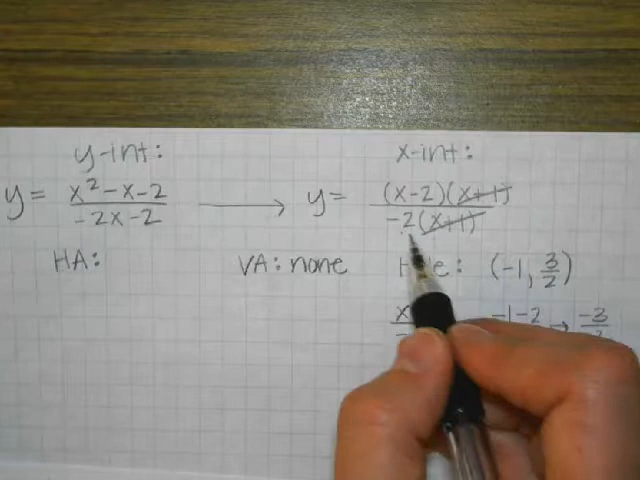 y-int: x-int:
y = x² - x - 2 / -2x - 2 → y = (x-2)(x+1) / -2(x+1)
HA: VA: none Hole: (-1, 3/2)
x -1-2 → -3